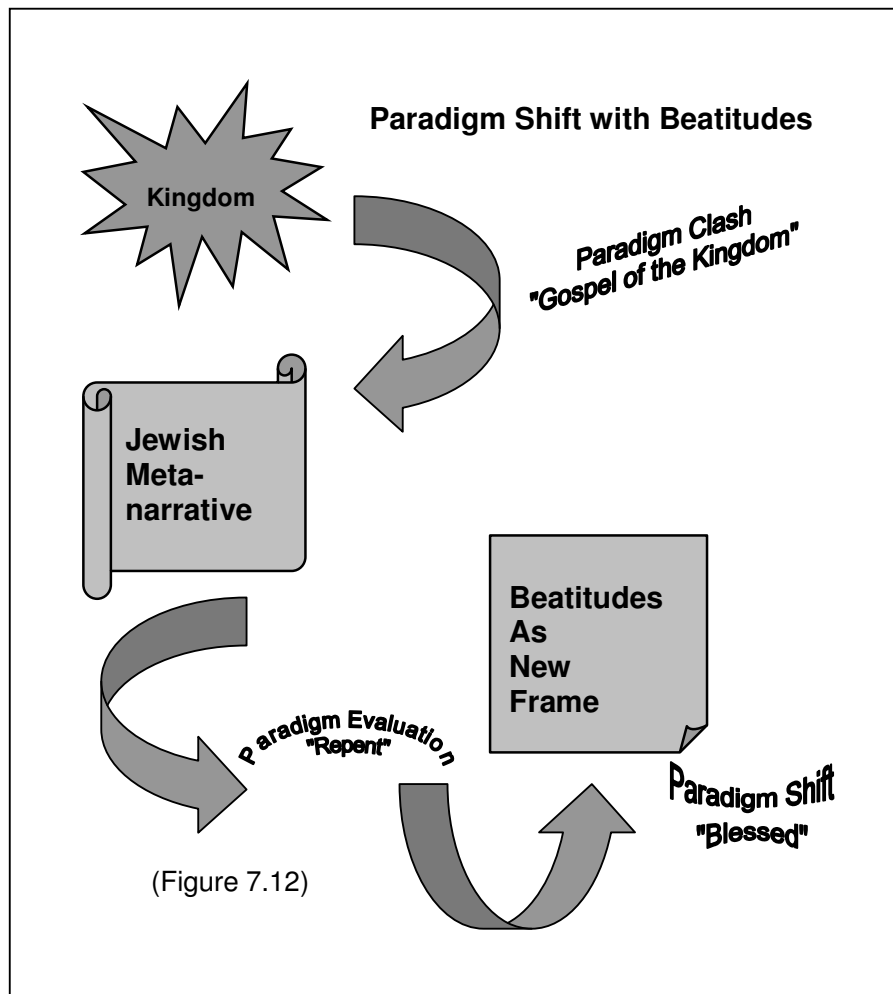 Paradigm Shift with Beatitudes
Kingdom
Paradigm Clash
"Gospel of the Kingdom"
Jewish
Meta-
narrative
Beatitudes
As
New
Frame
Paradigm Evaluation
"Repent"
Paradigm Shift
"Blessed"
(Figure 7.12)